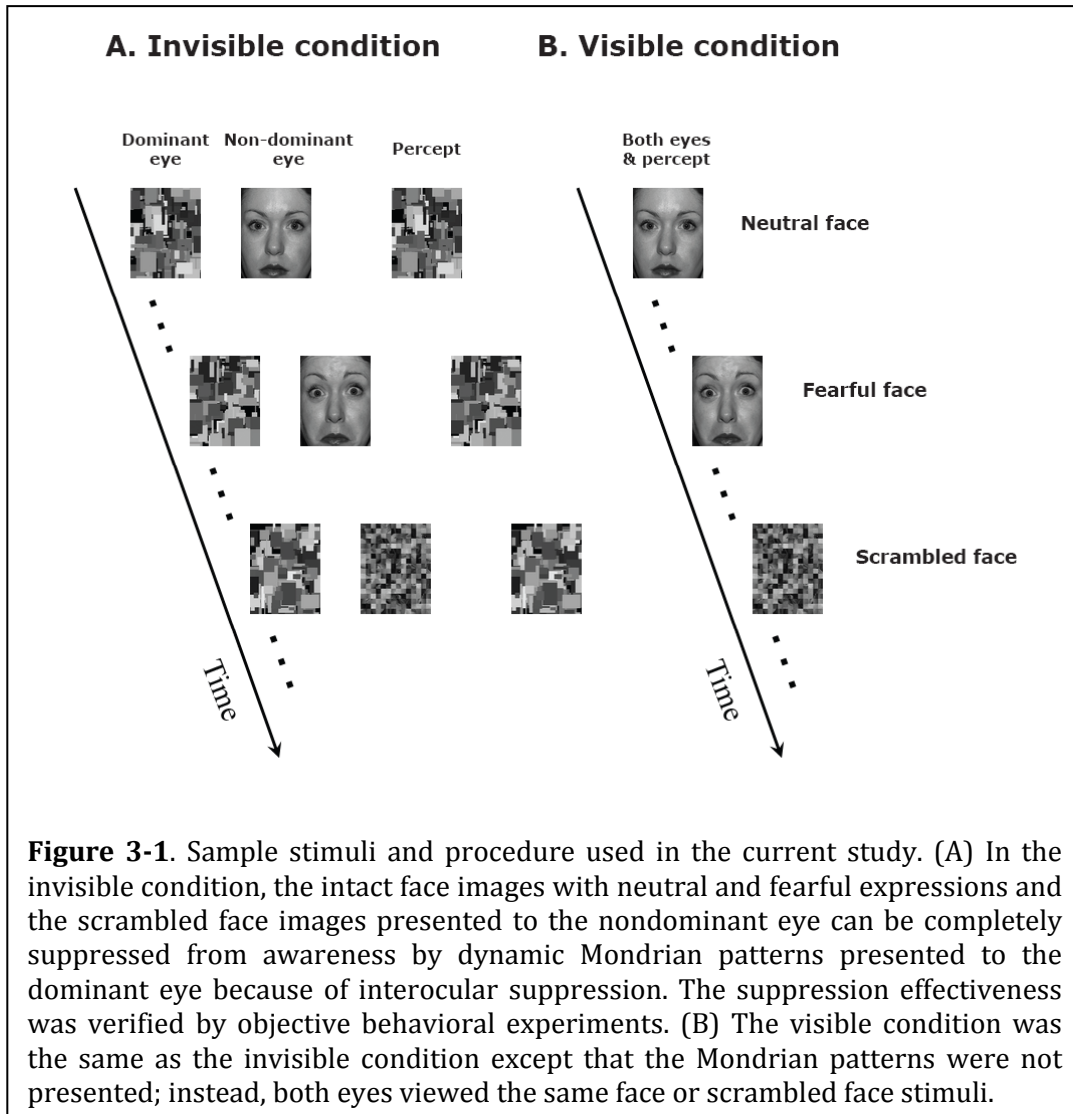 A. Invisible condition
B. Visible condition
Dominant eye
Non-dominant eye
Percept
Both eyes & percept
Neutral face
Fearful face
Scrambled face
Time
Time
Figure 3-1. Sample stimuli and procedure used in the current study. (A) In the
invisible condition, the intact face images with neutral and fearful expressions and
the scrambled face images presented to the nondominant eye can be completely
suppressed from awareness by dynamic Mondrian patterns presented to the
dominant eye because of interocular suppression. The suppression effectiveness
was verified by objective behavioral experiments. (B) The visible condition was
the same as the invisible condition except that the Mondrian patterns were not
presented; instead, both eyes viewed the same face or scrambled face stimuli.